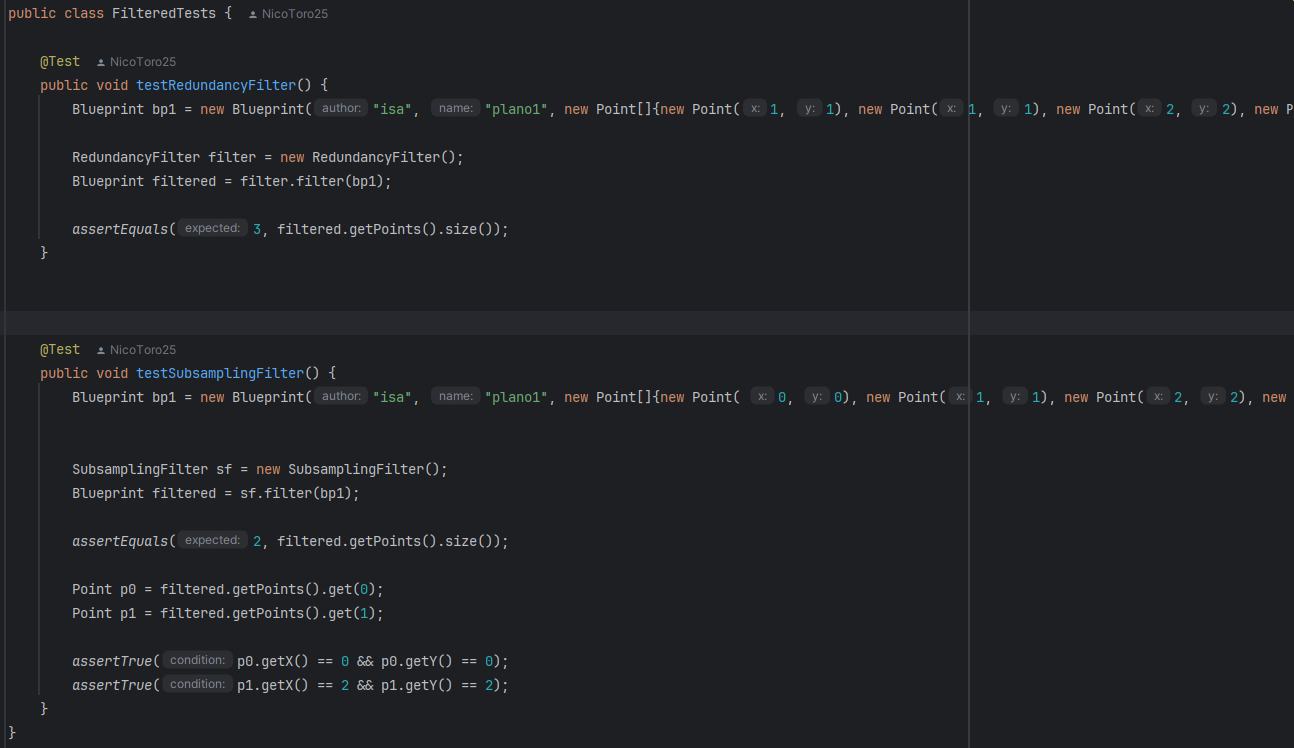 public class FilteredTests { NicoToro25
@Test NicoToro25
public void testRedundancyFilter() {
Blueprint bp1 = new Blueprint( author: "isa", name: "plano1", new Point[]{new Point( x: 1, y: 1), new Point( x: 1, y: 1), new Point( x: 2, y: 2), new P
RedundancyFilter filter = new RedundancyFilter();
Blueprint filtered = filter.filter(bp1);
assertEquals( expected: 3, filtered.getPoints().size());
}
@Test NicoToro25
public void testSubsamplingFilter() {
Blueprint bp1 = new Blueprint( author: "isa", name: "plano1", new Point[]{new Point( x: 0, y: 0), new Point( x: 1, y: 1), new Point( x: 2, y: 2), new
SubsamplingFilter sf = new SubsamplingFilter();
Blueprint filtered = sf.filter(bp1);
assertEquals( expected: 2, filtered.getPoints().size());
Point p0 = filtered.getPoints().get(0);
Point p1 = filtered.getPoints().get(1);
assertTrue( condition: p0.getX() == 0 && p0.getY() == 0);
assertTrue( condition: p1.getX() == 2 && p1.getY() == 2);
}
}